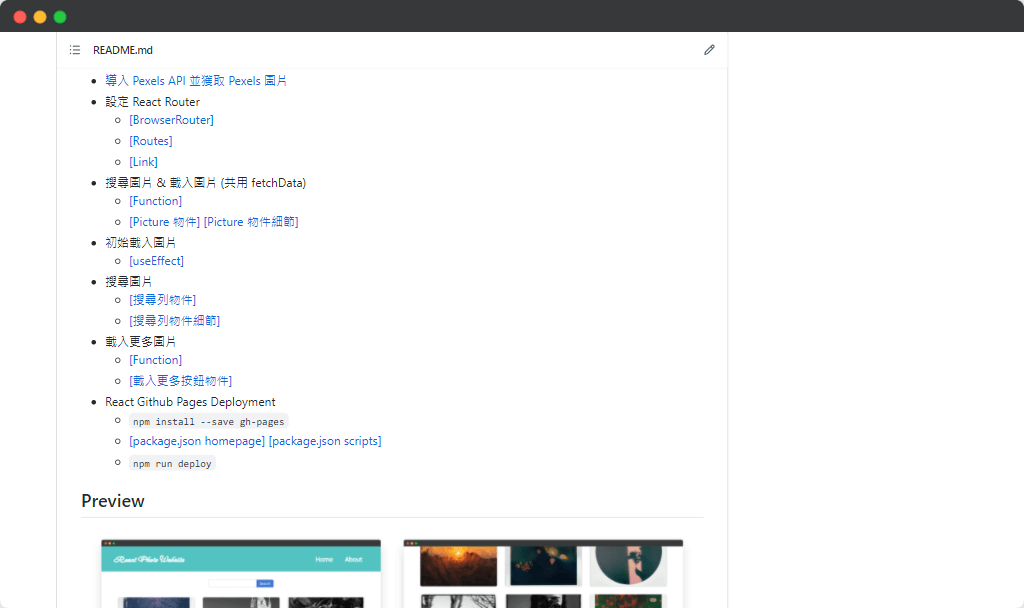 README.md
導入 Pexels API 並獲取 Pexels 圖片
設定 React Router
[BrowserRouter]
[Routes]
[Link]
搜尋圖片 & 載入圖片 (共用 fetchData)
[Function]
[Picture 物件] [Picture 物件細節]
初始載入圖片
[useEffect]
搜尋圖片
[搜尋列物件]
[搜尋列物件細節]
載入更多圖片
[Function]
[載入更多按鈕物件]
React Github Pages Deployment
npm install --save gh-pages
[package.json homepage] [package.json scripts]
npm run deploy
Preview
React Photo Website
Home About
Search